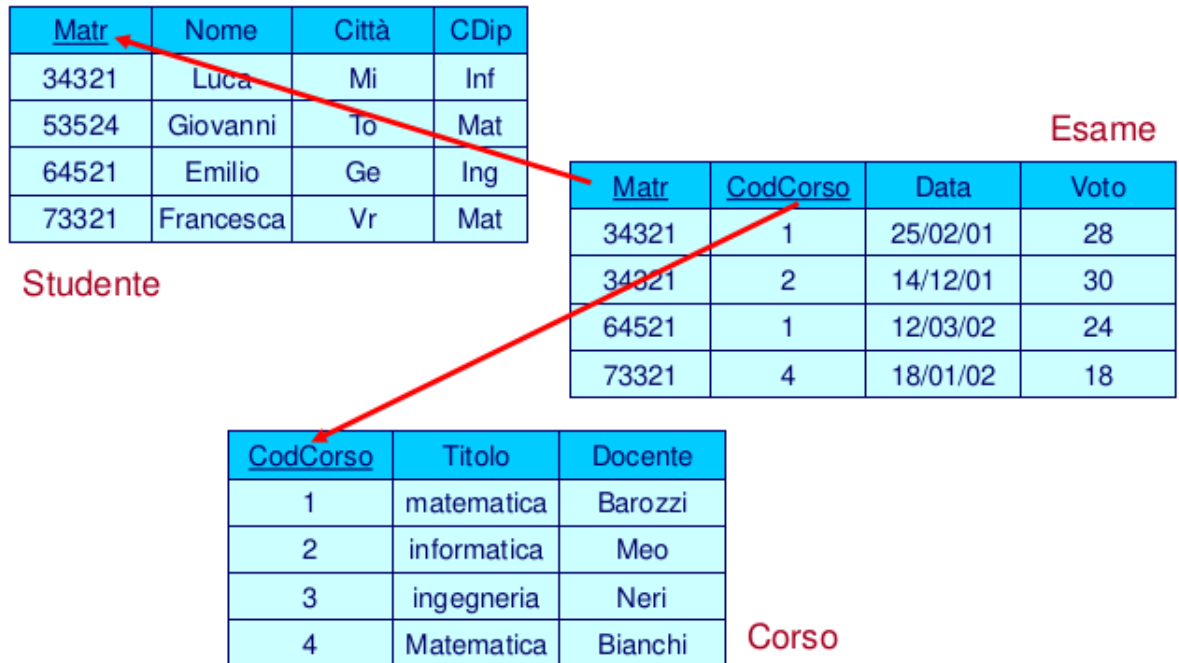 Matr Nome Città CDip
34321 Luca Mi Inf
53524 Giovanni To Mat
64521 Emilio Ge Ing
73321 Francesca Vr Mat
Studente
Esame
Matr CodCorso Data Voto
34321 1 25/02/01 28
34321 2 14/12/01 30
64521 1 12/03/02 24
73321 4 18/01/02 18
CodCorso Titolo Docente
1 matematica Barozzi
2 informatica Meo
3 ingegneria Neri
4 Matematica Bianchi
Corso